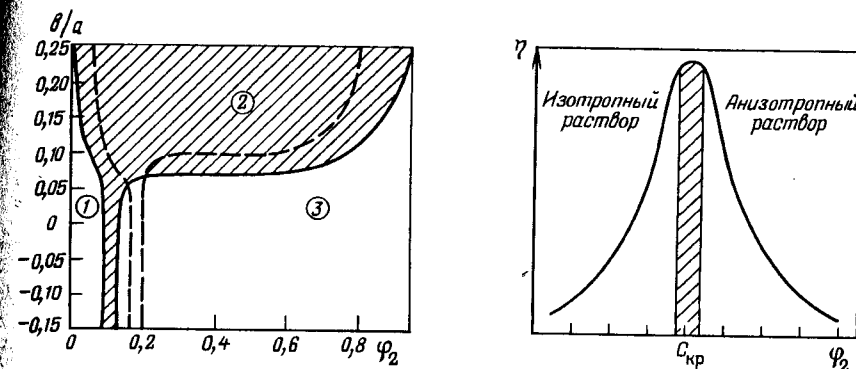 в/а
0,25
0,20
0,15
0,10
0,05
0
−0,05
−0,10
−0,15
0
0,2
0,4
0,6
0,8
φ₂
①
②
③
η
Изотропный
раствор
Анизотропный
раствор
Cкр
φ₂